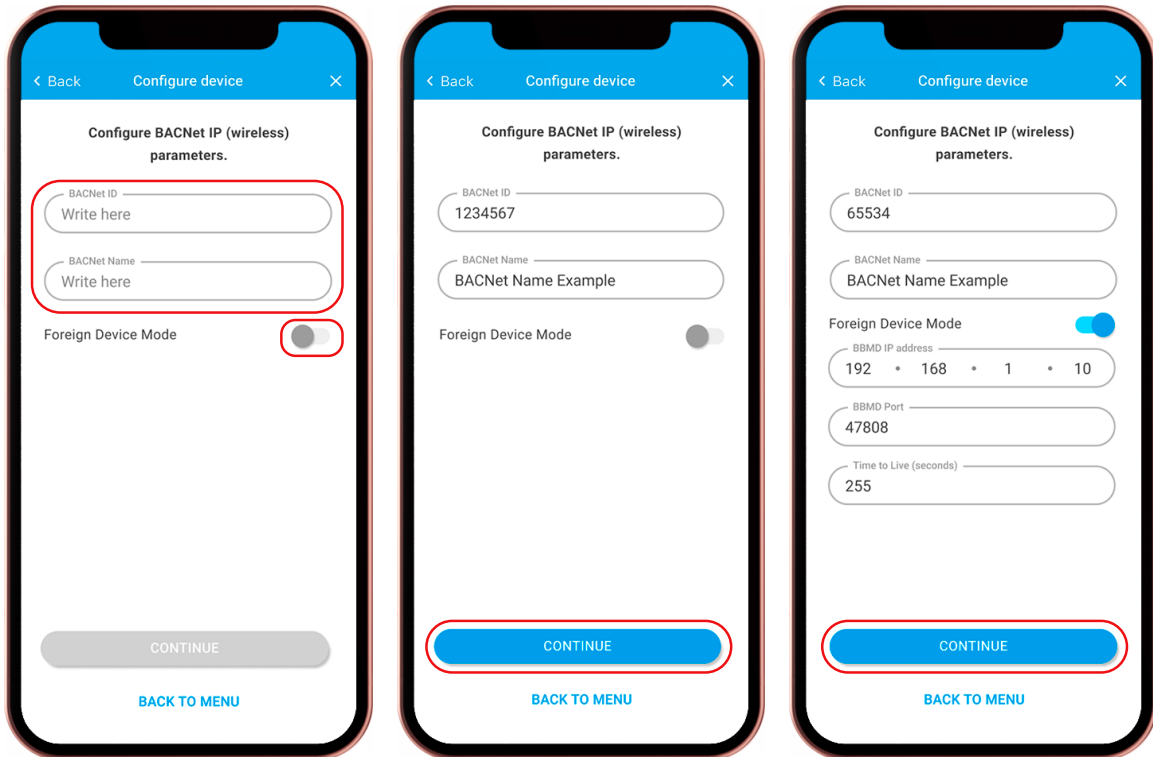 Back
Configure device
Configure BACNet IP (wireless)
parameters.
BACNet ID
Write here
BACNet Name
Write here
Foreign Device Mode
CONTINUE
BACK TO MENU
Back
Configure device
Configure BACNet IP (wireless)
parameters.
BACNet ID
1234567
BACNet Name
BACNet Name Example
Foreign Device Mode
CONTINUE
BACK TO MENU
Back
Configure device
Configure BACNet IP (wireless)
parameters.
BACNet ID
65534
BACNet Name
BACNet Name Example
Foreign Device Mode
BBMD IP address
192 • 168 • 1 • 10
BBMD Port
47808
Time to Live (seconds)
255
CONTINUE
BACK TO MENU